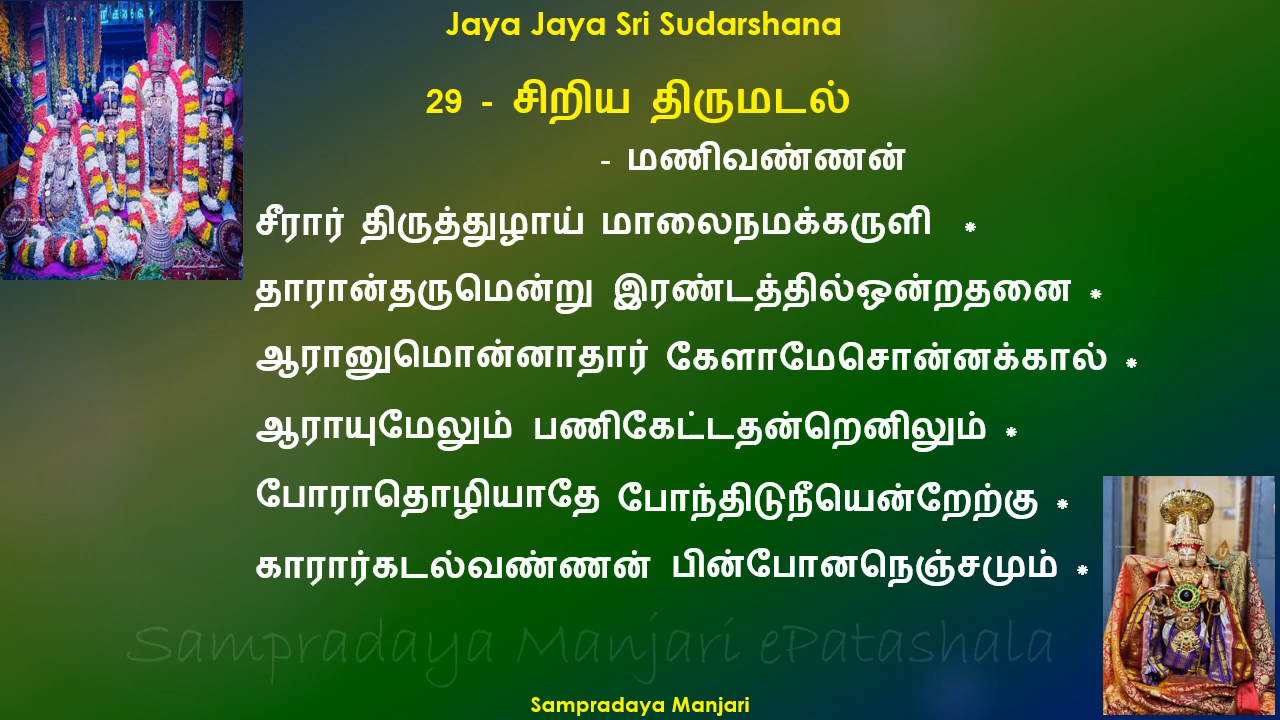 Jaya Jaya Sri Sudarshana
29 - சிறிய திருமடல்
- மணிவண்ணன்
சீரார் திருத்துழாய் மாலைநமக்கருளி *
தாரான்தருமென்று இரண்டத்தில்ஒன்றதனை *
ஆரானுமொன்னாதார் கேளாமேசொன்னக்கால் *
ஆராயுமேலும் பணிகேட்டதன்றெனிலும் *
போராதொழியாதே போந்திடுநீயென்றேற்கு *
காரார்கடல்வண்ணன் பின்போனநெஞ்சமும் *
Sampradaya Manjari ePatashala
Sampradaya Manjari